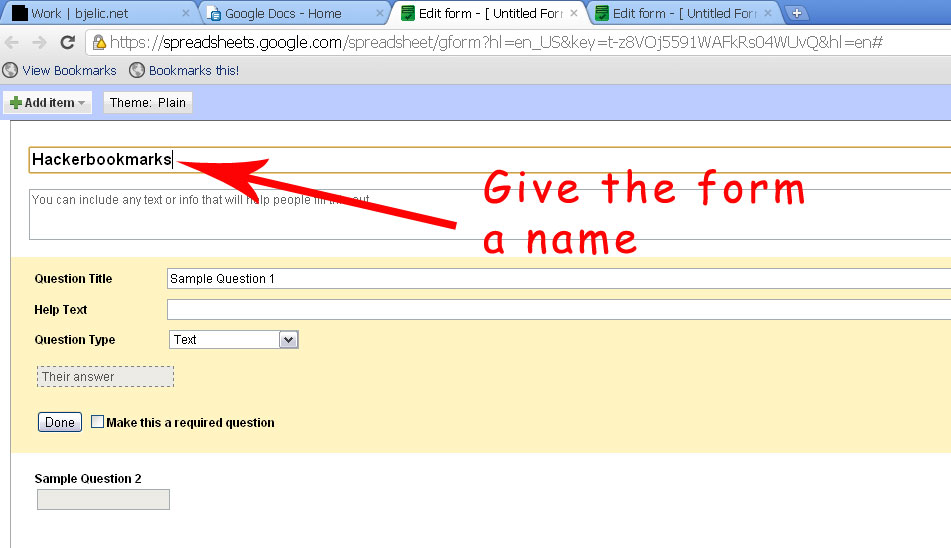 Work | bjelic.net
Google Docs - Home
Edit form - [ Untitled For
Edit form - [ Untitled For
https://spreadsheets.google.com/spreadsheet/gform?hl=en_US&key=t-z8VOj5591WAFkRs04WUvQ&hl=en#
View Bookmarks
Bookmarks this!
Add item
Theme: Plain
Hackerbookmarks
Give the form
a name
You can include any text or info that will help people fill this out.
Question Title
Sample Question 1
Help Text
Question Type
Text
Their answer
Done
Make this a required question
Sample Question 2